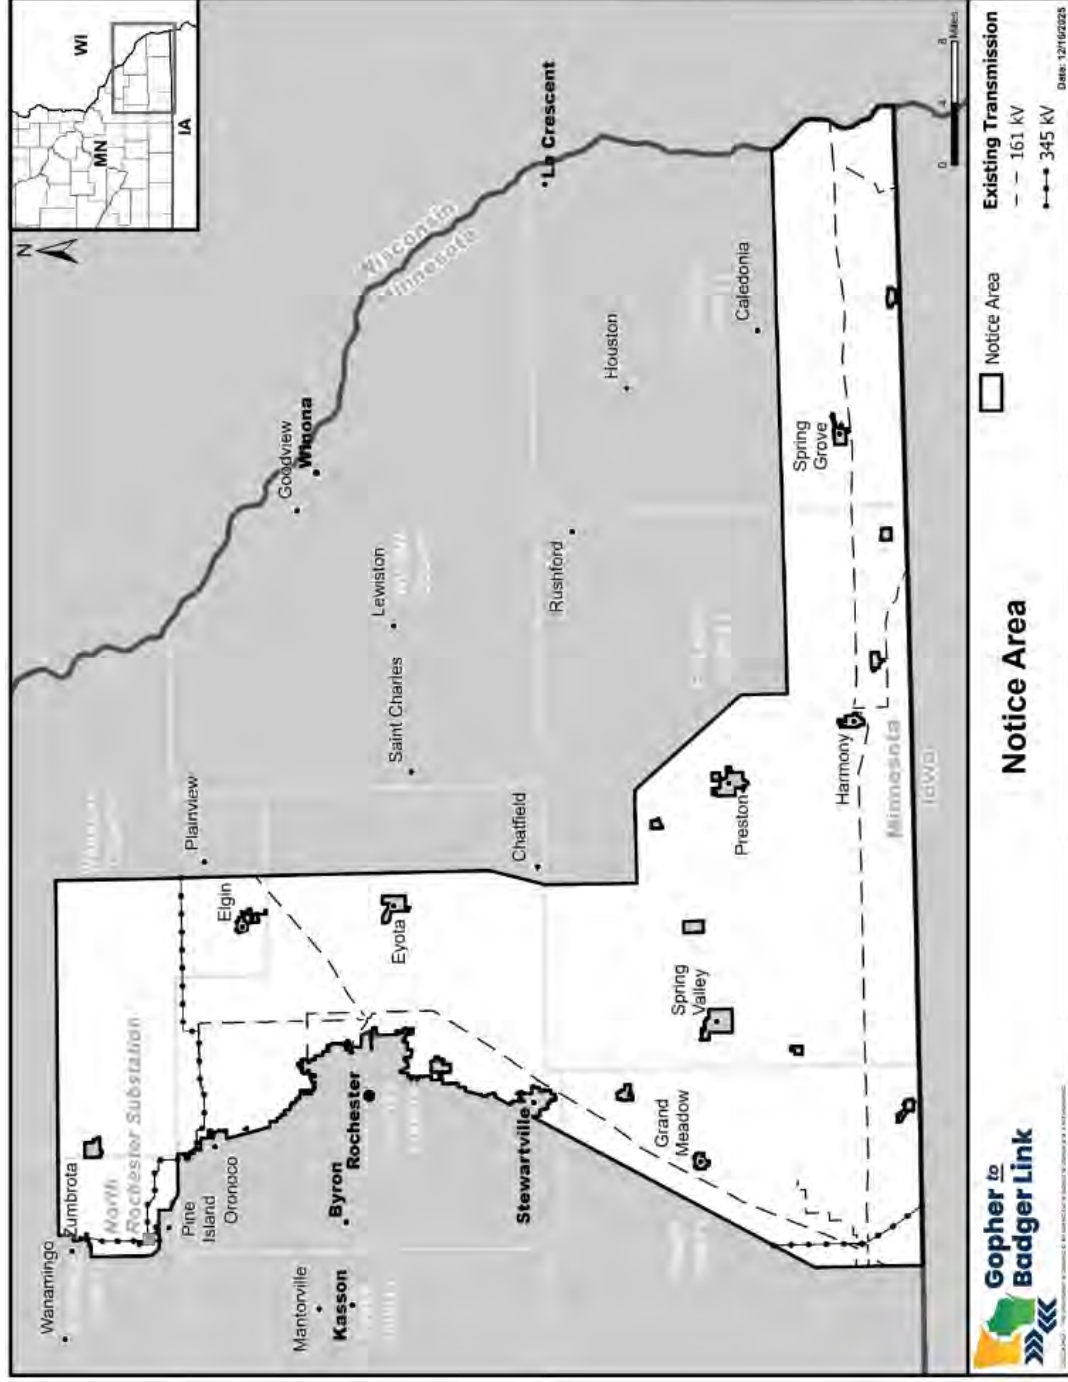 N
WI
MN
IA
Wanamingo
Zumbrota
North
Rochester Substation
Pine
Island
Oronoco
Mantorville
Kasson
Byron
Rochester
Stewartville
Elgin
Plainview
Eyota
Chatfield
Saint Charles
Lewiston
Goodview
Winona
Wisconsin
Minnesota
La Crescent
Rushford
Houston
Caledonia
Grand
Meadow
Spring
Valley
Preston
Harmony
Spring
Grove
Minnesota
Iowa
0 4 8
Miles
Gopher to
Badger Link
Notice Area
Notice Area
Existing Transmission
161 kV
345 kV
Date: 12/16/2025